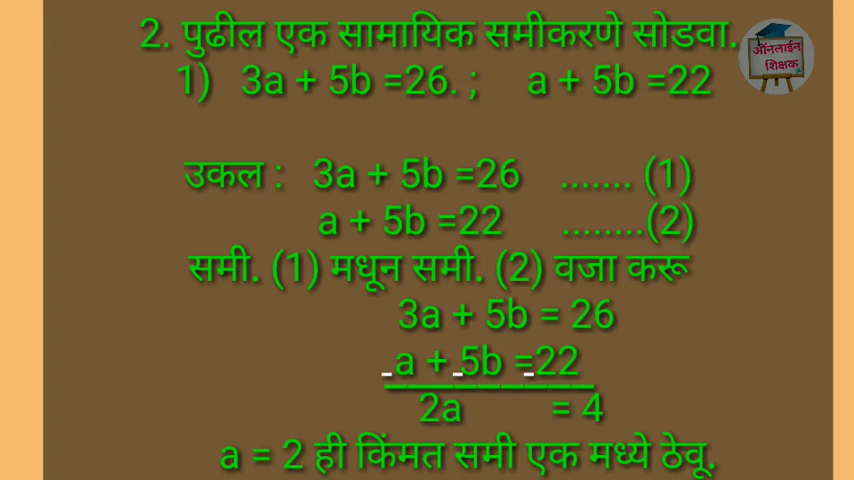 2. पुढील एक सामायिक समीकरणे सोडवा.
ऑनलाईन
शिक्षक
1) 3a + 5b =26. ; a + 5b =22
उकल : 3a + 5b =26 ....... (1)
a + 5b =22 ........(2)
समी. (1) मधून समी. (2) वजा करू
3a + 5b = 26
-a + -5b -=22
2a = 4
a = 2 ही किंमत समी एक मध्ये ठेवू.